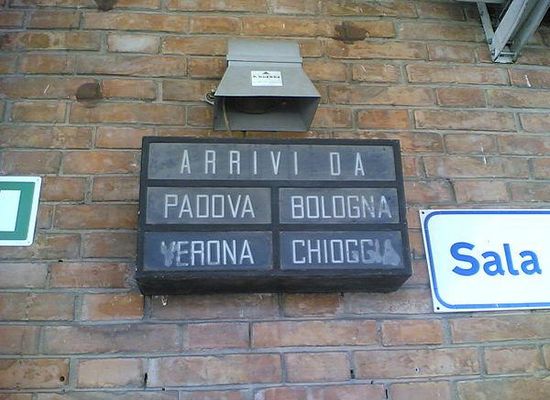 ARRIVI DA
PADOVA BOLOGNA
VERONA CHIOGGIA
Sala